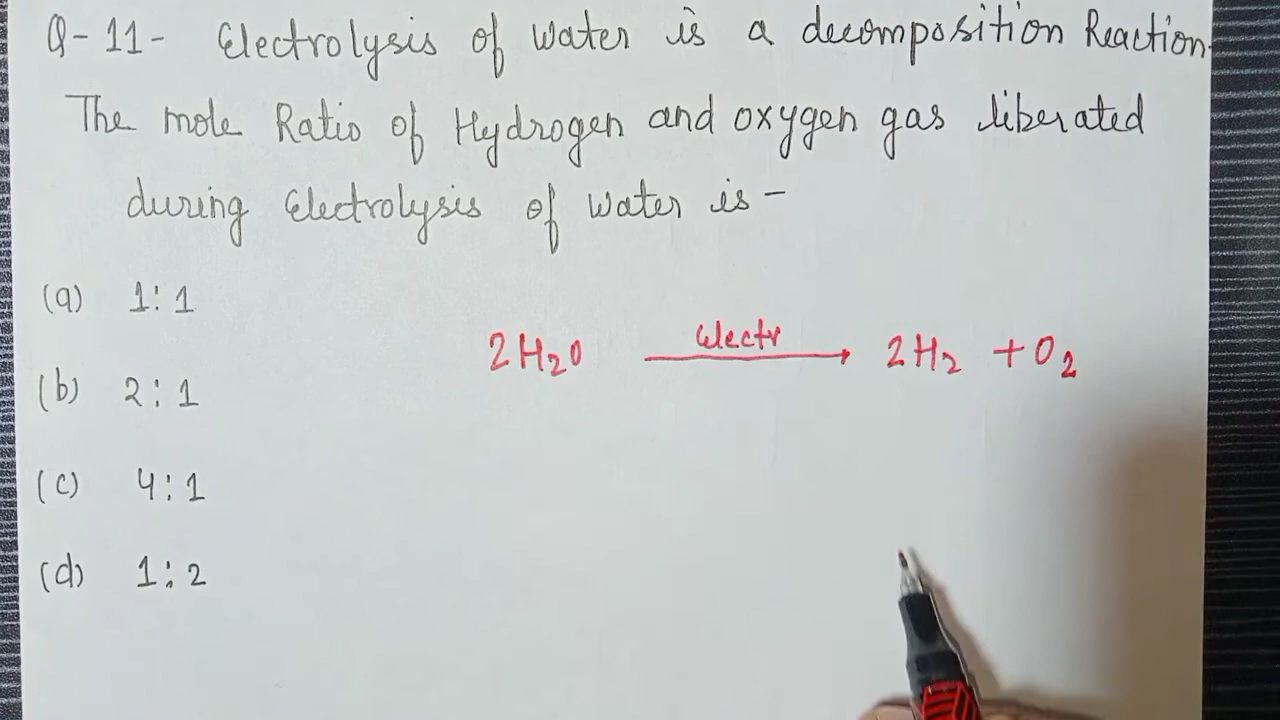 Q-11- Electrolysis of water is a decomposition Reaction.
The mole Ratio of Hydrogen and oxygen gas liberated
during Electrolysis of water is -
(a) 1:1
(b) 2:1
(c) 4:1
(d) 1:2
2H2O Electr → 2H2 + O2